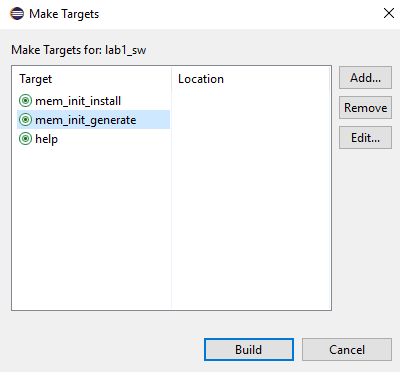 Make Targets
Make Targets for: lab1_sw
Target Location
mem_init_install
mem_init_generate
help
Add...
Remove
Edit...
Build Cancel